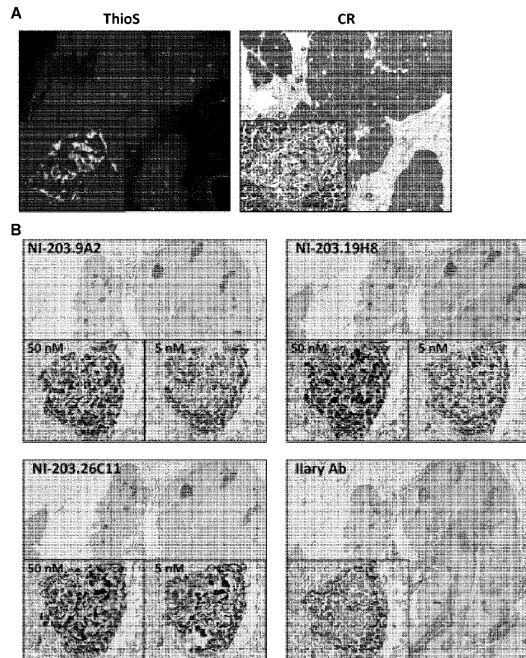 A
ThioS
CR
B
NI-203.9A2
NI-203.19H8
50 nM
5 nM
50 nM
5 nM
NI-203.26C11
IIary Ab
50 nM
5 nM